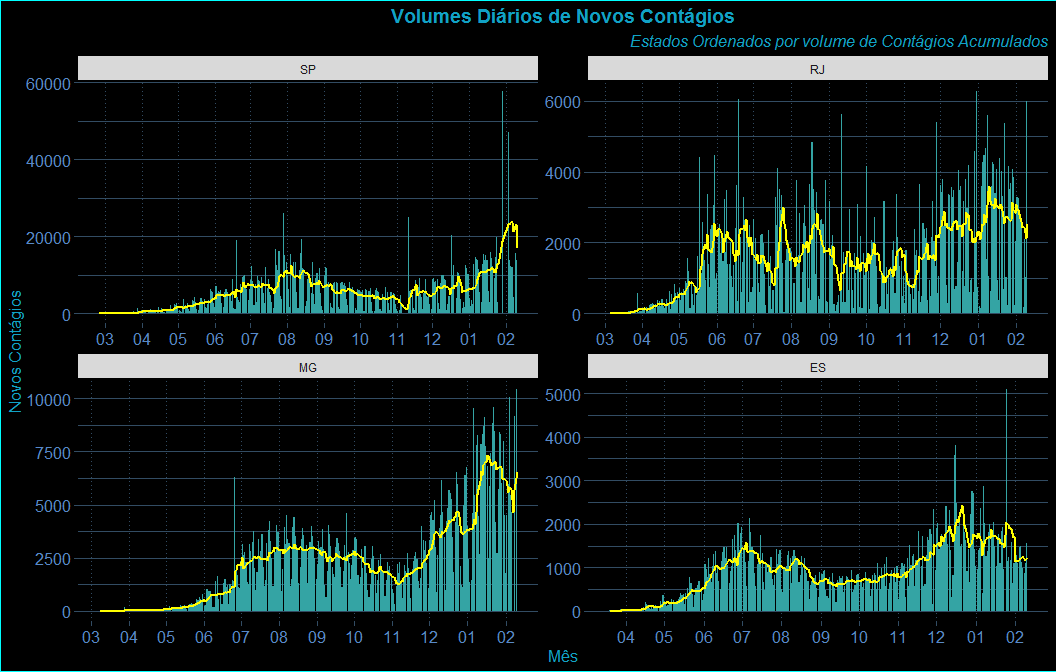 Volumes Diários de Novos Contágios
Estados Ordenados por volume de Contágios Acumulados
SP
60000
40000
20000
0
03 04 05 06 07 08 09 10 11 12 01 02
RJ
6000
4000
2000
0
03 04 05 06 07 08 09 10 11 12 01 02
Novos Contágios
MG
10000
7500
5000
2500
0
03 04 05 06 07 08 09 10 11 12 01 02
ES
5000
4000
3000
2000
1000
0
04 05 06 07 08 09 10 11 12 01 02
Mês